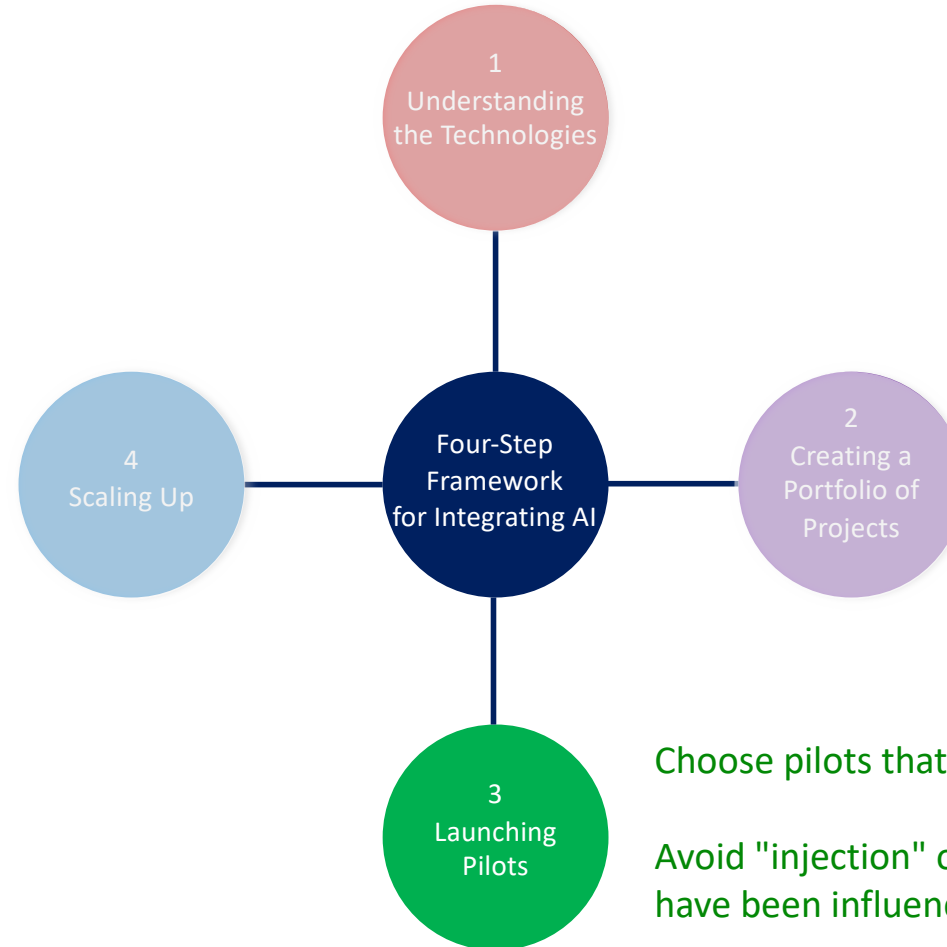 1
Understanding
the Technologies
Four-Step
Framework
for Integrating AI
2
Creating a
Portfolio of
Projects
4
Scaling Up
3
Launching
Pilots
Choose pilots that
Avoid "injection"
have been